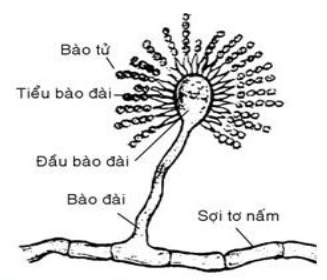 Bào tử
Tiểu bào đài
Đầu bào đài
Bào đài
Sợi tơ nấm